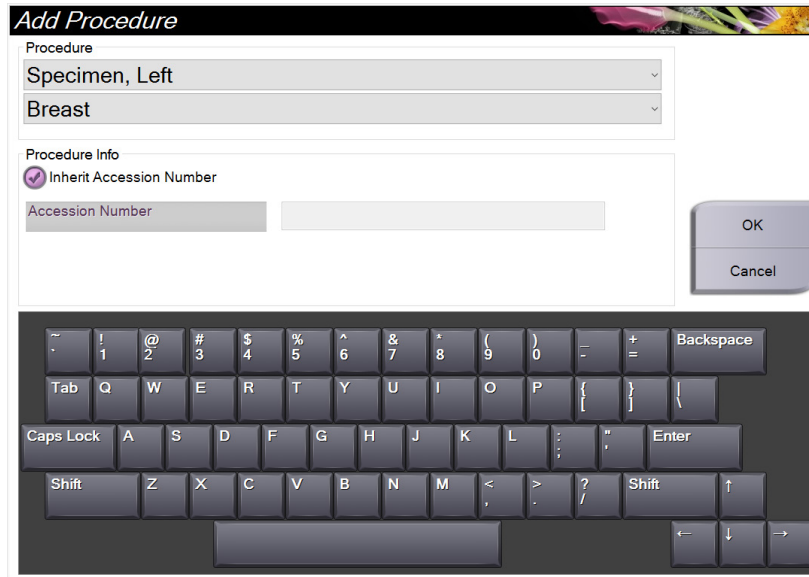 Add Procedure
Procedure
Specimen, Left
Breast
Procedure Info
Inherit Accession Number
Accession Number
OK
Cancel
~ ! @ # $ % ^ & * ( ) _ + Backspace
` 1 2 3 4 5 6 7 8 9 0 - =
Tab Q W E R T Y U I O P { } |
[ ] \
Caps Lock A S D F G H J K L : " Enter
; '
Shift Z X C V B N M < > ? Shift ↑
, . /
← ↓ →